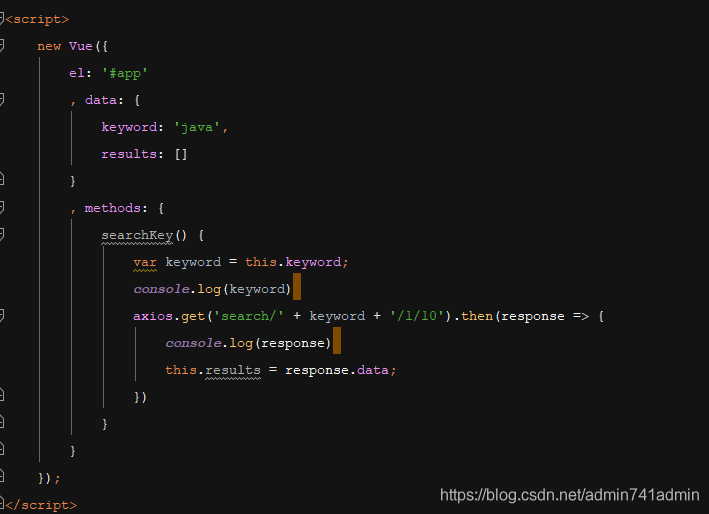 <script>
new Vue({
el: '#app'
, data: {
keyword: 'java',
results: []
}
, methods: {
searchKey() {
var keyword = this.keyword;
console.log(keyword)
axios.get('search/' + keyword + '/1/10').then(response => {
console.log(response)
this.results = response.data;
})
}
}
});
</script>
https://blog.csdn.net/admin741admin